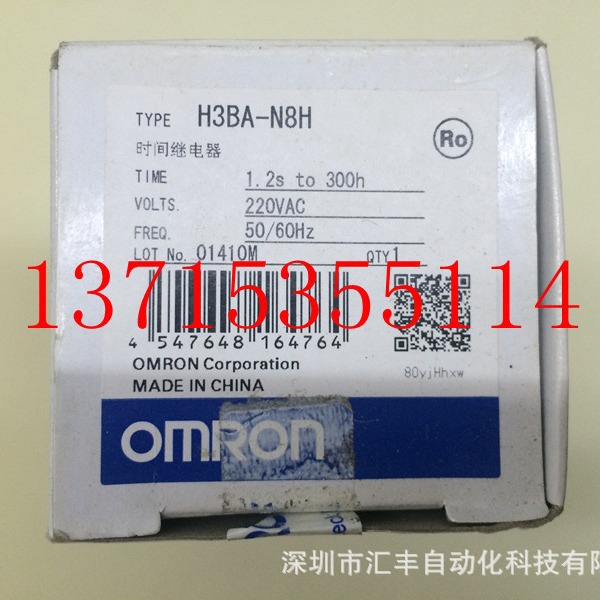 TYPE H3BA-N8H
Ro
时间继电器
TIME 1.2s to 300h
VOLTS. 220VAC
FREQ. 50/60Hz
LOT No. 01410M QTY 1
13715355114
4 547648 164764
80yjHhxw
OMRON Corporation
MADE IN CHINA
OMRON
深圳市汇丰自动化科技有限